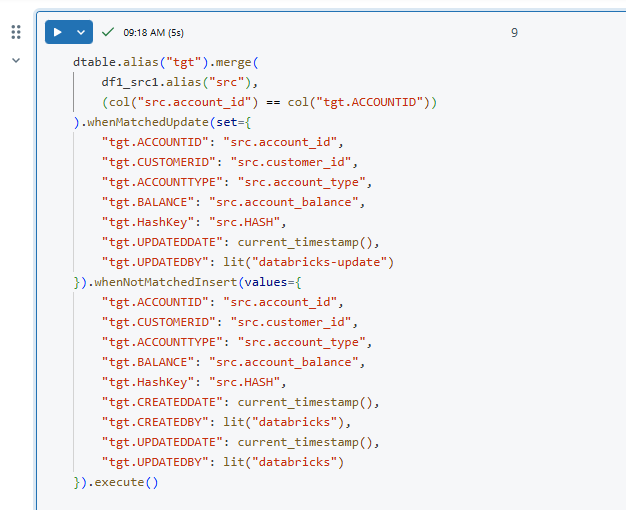 09:18 AM (5s)
9
dtable.alias("tgt").merge(
df1_src1.alias("src"),
(col("src.account_id") == col("tgt.ACCOUNTID"))
).whenMatchedUpdate(set={
"tgt.ACCOUNTID": "src.account_id",
"tgt.CUSTOMERID": "src.customer_id",
"tgt.ACCOUNTTYPE": "src.account_type",
"tgt.BALANCE": "src.account_balance",
"tgt.HashKey": "src.HASH",
"tgt.UPDATEDDATE": current_timestamp(),
"tgt.UPDATEDBY": lit("databricks-update")
}).whenNotMatchedInsert(values={
"tgt.ACCOUNTID": "src.account_id",
"tgt.CUSTOMERID": "src.customer_id",
"tgt.ACCOUNTTYPE": "src.account_type",
"tgt.BALANCE": "src.account_balance",
"tgt.HashKey": "src.HASH",
"tgt.CREATEDDATE": current_timestamp(),
"tgt.CREATEDBY": lit("databricks"),
"tgt.UPDATEDDATE": current_timestamp(),
"tgt.UPDATEDBY": lit("databricks")
}).execute()